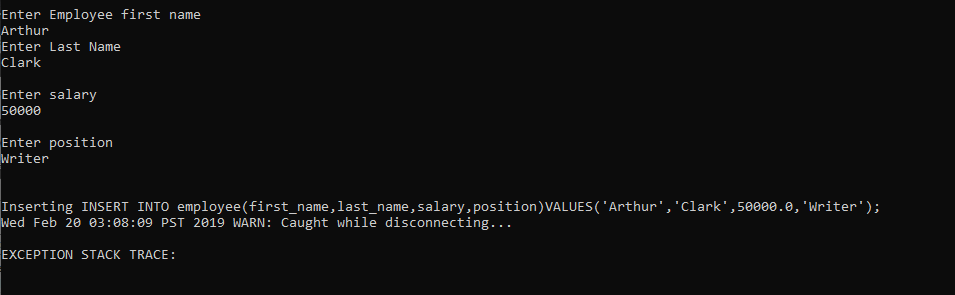 Enter Employee first name
Arthur
Enter Last Name
Clark
Enter salary
50000
Enter position
Writer
Inserting INSERT INTO employee(first_name,last_name,salary,position)VALUES('Arthur','Clark',50000.0,'Writer');
Wed Feb 20 03:08:09 PST 2019 WARN: Caught while disconnecting...
EXCEPTION STACK TRACE: